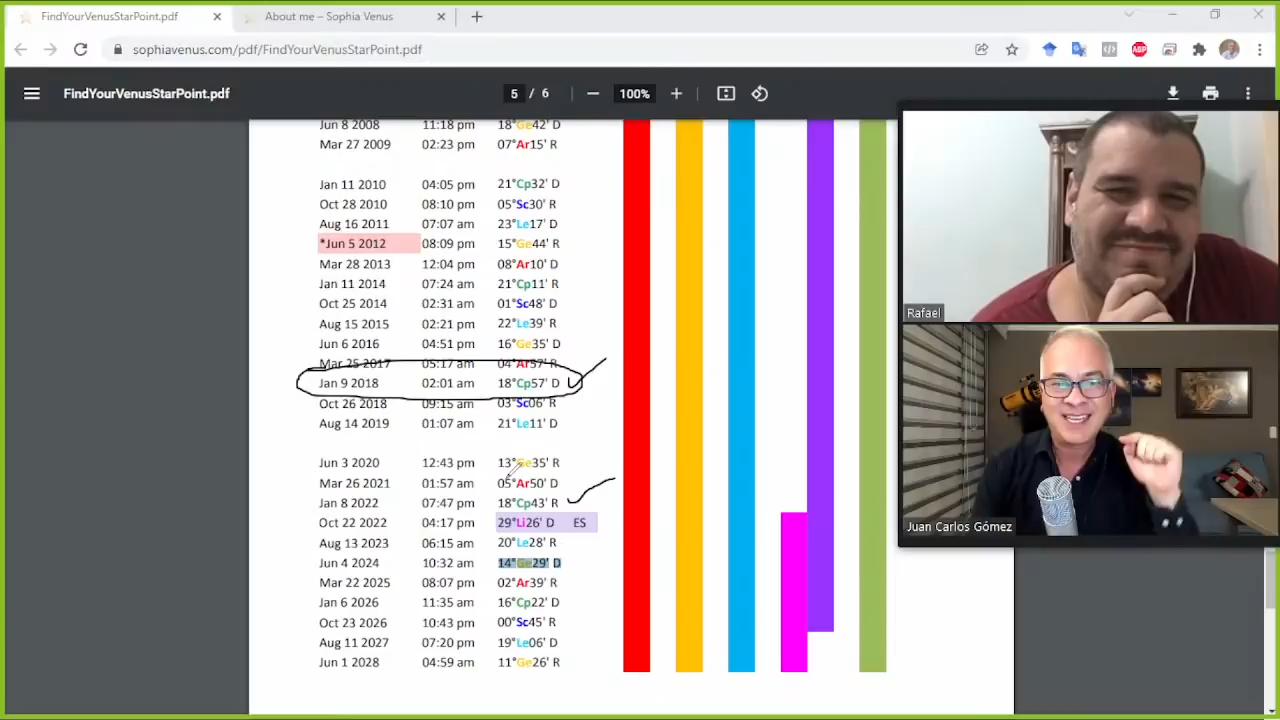 FindYourVenusStarPoint.pdf
About me – Sophia Venus
sophiavenus.com/pdf/FindYourVenusStarPoint.pdf
ABP
FindYourVenusStarPoint.pdf
5 / 6
100%
Jun 8 2008 11:18 pm 18°Ge42' D
Mar 27 2009 02:23 pm 07°Ar15' R
Jan 11 2010 04:05 pm 21°Cp32' D
Oct 28 2010 08:10 pm 05°Sc30' R
Aug 16 2011 07:07 am 23°Le17' D
*Jun 5 2012 08:09 pm 15°Ge44' R
Mar 28 2013 12:04 pm 08°Ar10' D
Jan 11 2014 07:24 am 21°Cp11' R
Oct 25 2014 02:31 am 01°Sc48' D
Aug 15 2015 02:21 pm 22°Le39' R
Jun 6 2016 04:51 pm 16°Ge35' D
Mar 25 2017 05:17 am 04°Ar57' R
Jan 9 2018 02:01 am 18°Cp57' D
Oct 26 2018 09:15 am 03°Sc06' R
Aug 14 2019 01:07 am 21°Le11' D
Jun 3 2020 12:43 pm 13°Ge35' R
Mar 26 2021 01:57 am 05°Ar50' D
Jan 8 2022 07:47 pm 18°Cp43' R
Oct 22 2022 04:17 pm 29°Li26' D ES
Aug 13 2023 06:15 am 20°Le28' R
Jun 4 2024 10:32 am 14°Ge29' D
Mar 22 2025 08:07 pm 02°Ar39' R
Jan 6 2026 11:35 am 16°Cp22' D
Oct 23 2026 10:43 pm 00°Sc45' R
Aug 11 2027 07:20 pm 19°Le06' D
Jun 1 2028 04:59 am 11°Ge26' R
Rafael
Juan Carlos Gómez